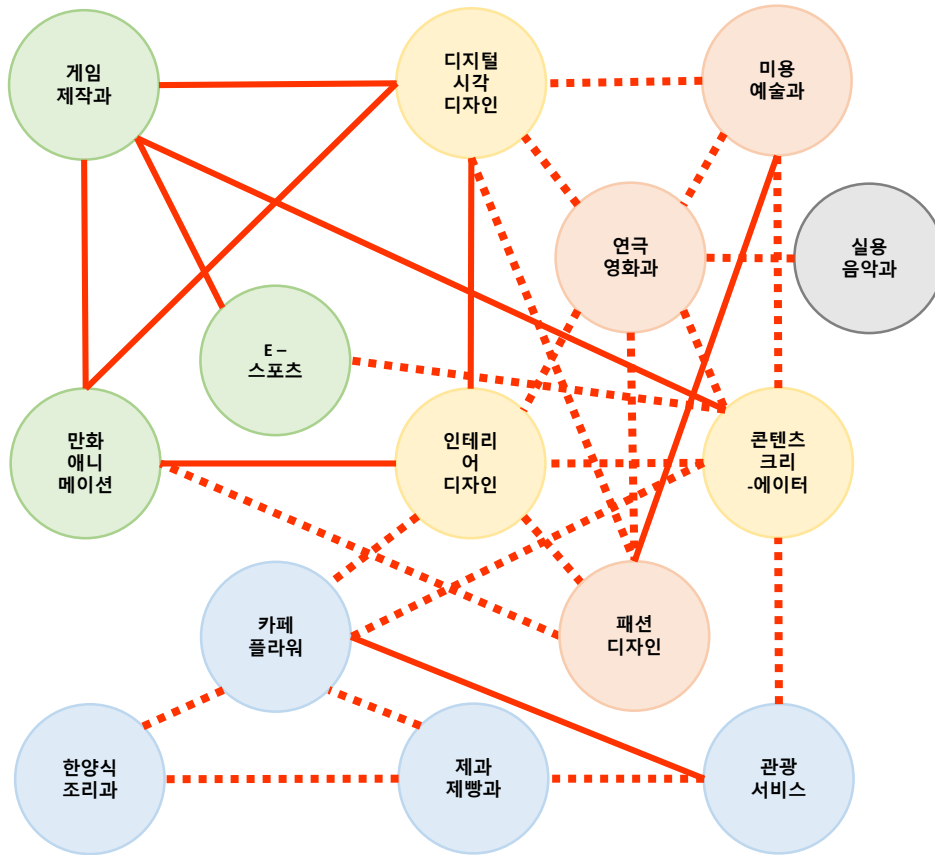 게임
제작과
디지털
시각
디자인
미용
예술과
연극
영화과
실용
음악과
E –
스포츠
만화
애니
메이션
인테리
어
디자인
콘텐츠
크리
-에이터
카페
플라워
패션
디자인
한양식
조리과
제과
제빵과
관광
서비스